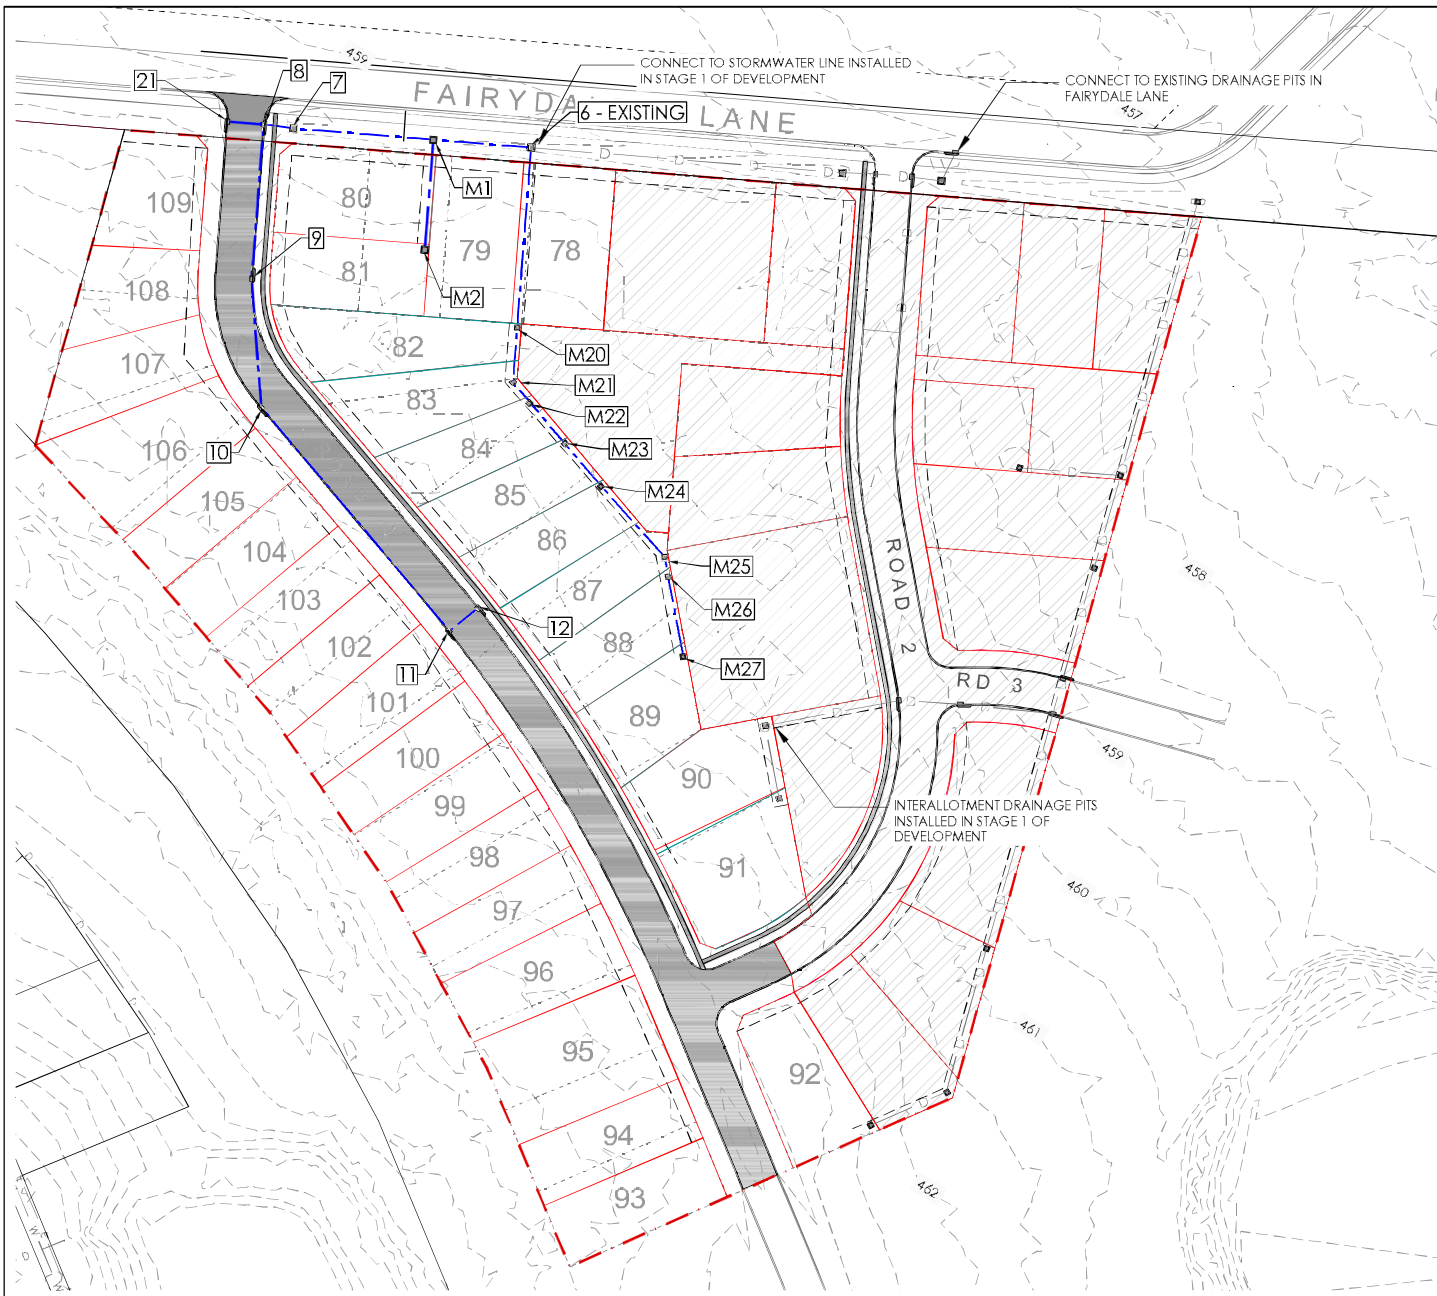 459
CONNECT TO STORMWATER LINE INSTALLED
IN STAGE 1 OF DEVELOPMENT
8
21
7
FAIRYDALE LANE
CONNECT TO EXISTING DRAINAGE PITS IN
FAIRYDALE LANE
457
6 - EXISTING
M1
109
80
9
108
81
79
78
M2
82
M20
107
M21
83
M22
106
10
84
M23
105
85
M24
104
86
ROAD 2
M25
458
103
87
M26
12
102
88
M27
11
RD 3
101
89
459
100
90
99
INTERALLOTMENT DRAINAGE PITS
INSTALLED IN STAGE 1 OF
DEVELOPMENT
98
91
460
97
96
461
95
92
94
93
462